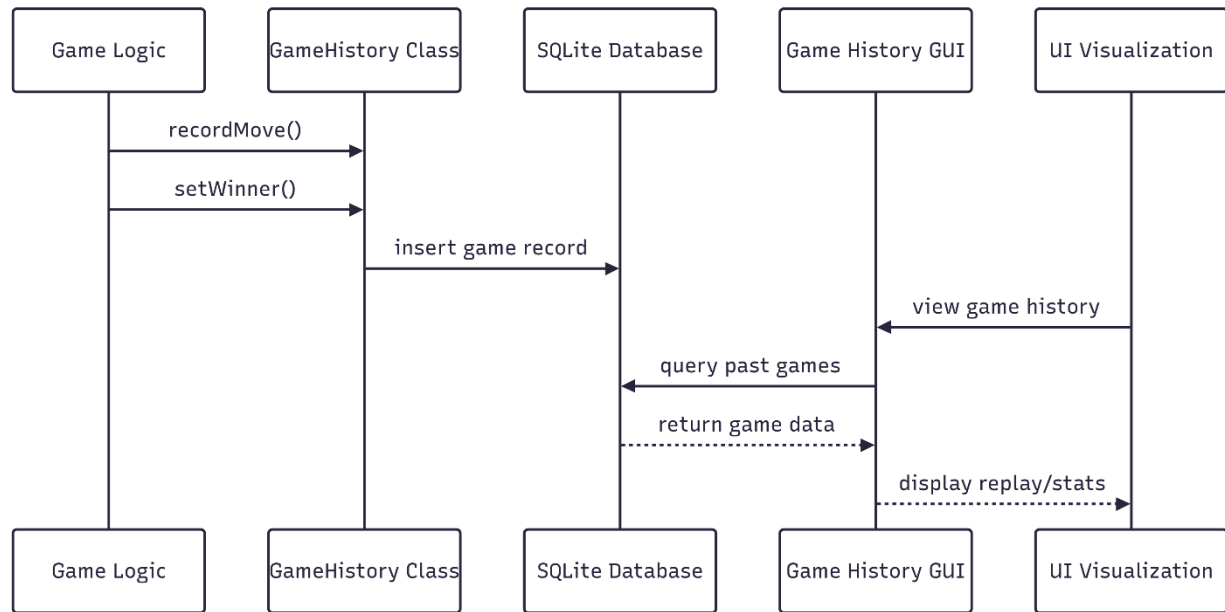 Game Logic
GameHistory Class
SQLite Database
Game History GUI
UI Visualization
recordMove()
setWinner()
insert game record
view game history
query past games
return game data
display replay/stats
Game Logic
GameHistory Class
SQLite Database
Game History GUI
UI Visualization